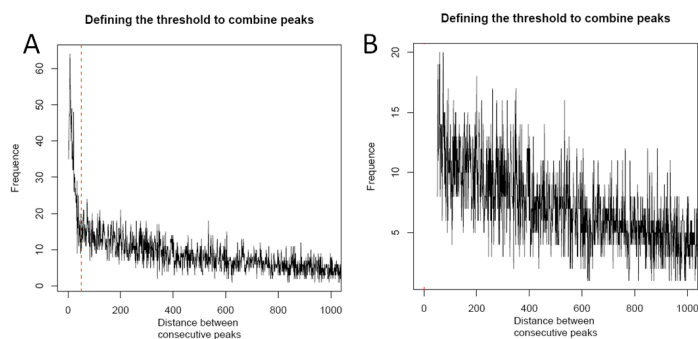 Defining the threshold to combine peaks
A
Frequence
60
50
40
30
20
10
0
0 200 400 600 800 1000
Distance between
consecutive peaks
Defining the threshold to combine peaks
B
Frequence
20
15
10
5
0 200 400 600 800 1000
Distance between
consecutive peaks